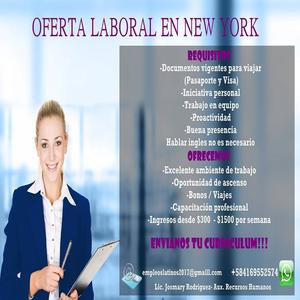 OFERTA LABORAL EN NEW YORK
REQUISITOS
-Documentos vigentes para viajar
(Pasaporte y Visa)
-Iniciativa personal
-Trabajo en equipo
-Proactividad
-Buena presencia
Hablar ingles no es necesario
OFRECEMOS
-Excelente ambiente de trabajo
-Oportunidad de ascenso
-Bonos / Viajes
-Capacitación profesional
-Ingresos desde $300 - $1500 por semana
ENVIANOS TU CURRICULUM!!!
empleoslatinos2017@gmail.com +584169552574
Lic. Josmary Rodriguez- Aux. Recursos Humanos